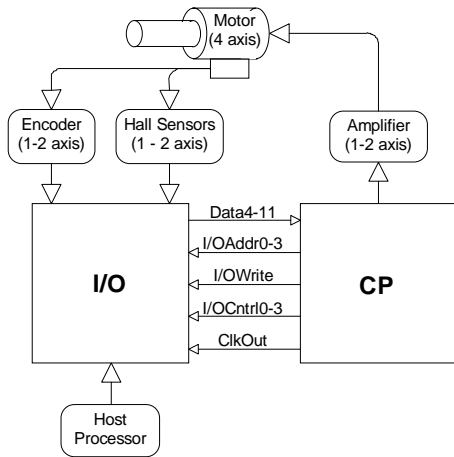 Motor
(4 axis)
Encoder
(1-2 axis)
Hall Sensors
(1 - 2 axis)
Amplifier
(1-2 axis)
Data4-11
I/OAddr0-3
I/OWrite
I/OCntrl0-3
ClkOut
I/O
CP
Host
Processor